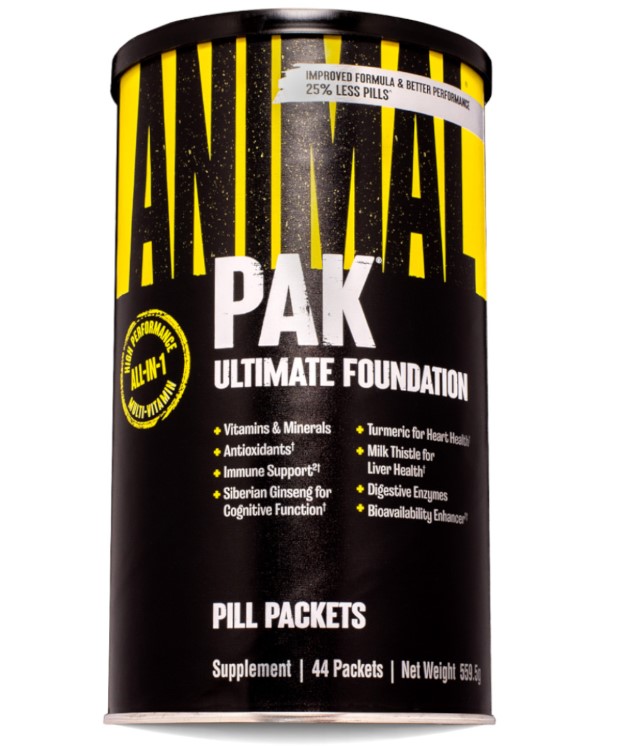 ANIMAL
IMPROVED FORMULA & BETTER PERFORMANCE
25% LESS PILLS
PAK®
ULTIMATE FOUNDATION
HIGH PERFORMANCE
ALL-IN-1
MULTI-VITAMIN
Vitamins & Minerals
Antioxidants†
Immune Support
Siberian Ginseng for
Cognitive Function†
Turmeric for Heart Health†
Milk Thistle for
Liver Health†
Digestive Enzymes
Bioavailability Enhancer
PILL PACKETS
Supplement | 44 Packets | Net Weight 559.5g